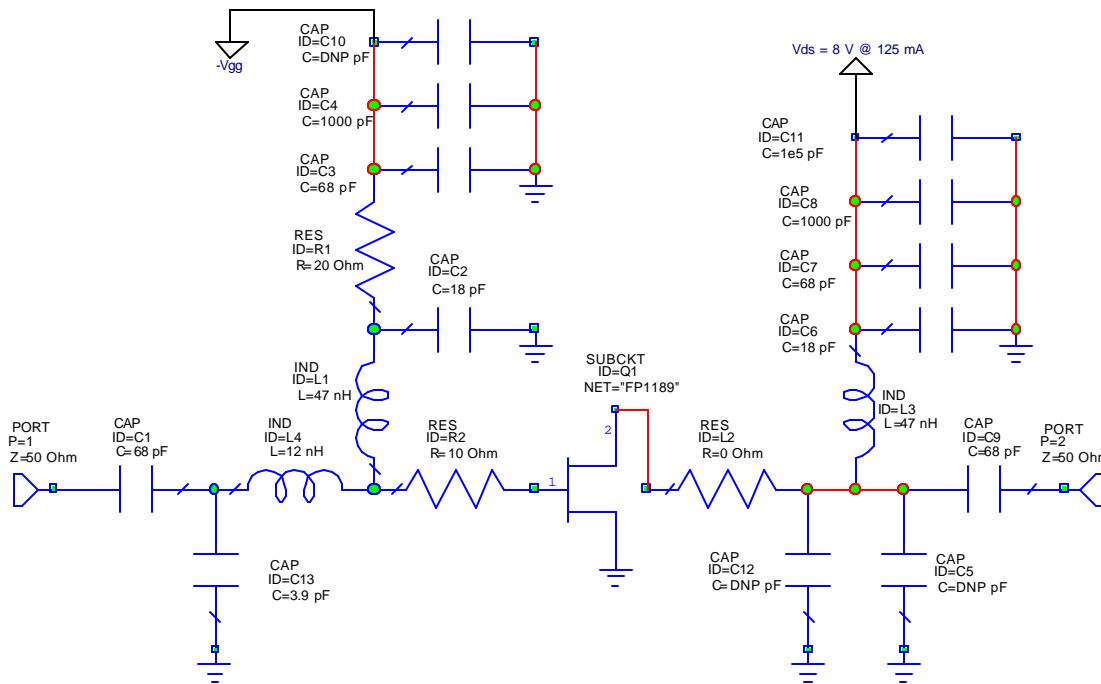 CAP
ID=C10
C=DNP pF
-Vgg
CAP
ID=C4
C=1000 pF
CAP
ID=C3
C=68 pF
RES
ID=R1
R=20 Ohm
CAP
ID=C2
C=18 pF
IND
ID=L1
L=47 nH
PORT
P=1
Z=50 Ohm
CAP
ID=C1
C=68 pF
IND
ID=L4
L=12 nH
RES
ID=R2
R=10 Ohm
CAP
ID=C13
C=3.9 pF
SUBCKT
ID=Q1
NET="FP1189"
2
1
RES
ID=L2
R=0 Ohm
Vds = 8 V @ 125 mA
CAP
ID=C11
C=1e5 pF
CAP
ID=C8
C=1000 pF
CAP
ID=C7
C=68 pF
CAP
ID=C6
C=18 pF
IND
ID=L3
L=47 nH
CAP
ID=C9
C=68 pF
PORT
P=2
Z=50 Ohm
CAP
ID=C12
C=DNP pF
CAP
ID=C5
C=DNP pF